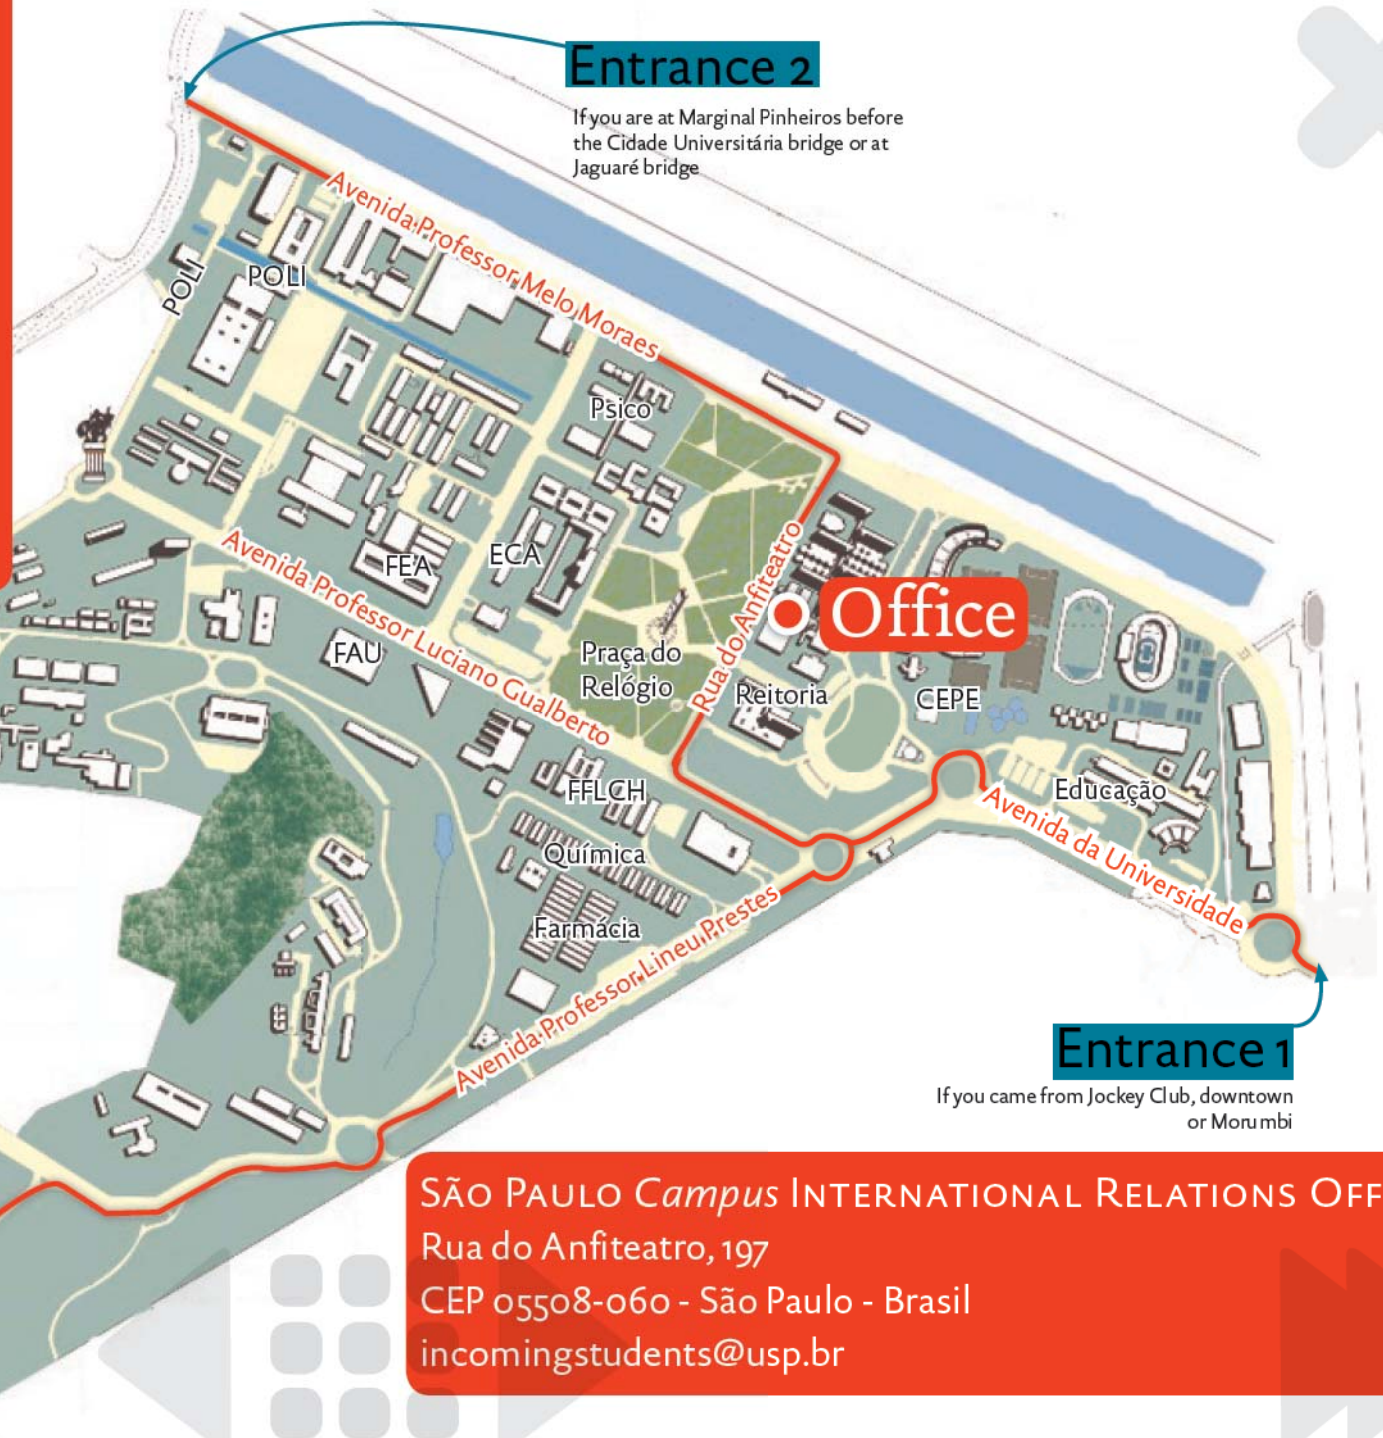 Entrance 2
If you are at Marginal Pinheiros before
the Cidade Universitária bridge or at
Jaguaré bridge
Avenida Professor Melo Moraes
POLI
POLI
Psico
Avenida Professor Luciano Gualberto
FEA
ECA
Rua do Anfiteatro
Office
FAU
Praça do
Relógio
Reitoria
CEPE
FFLCH
Educação
Avenida da Universidade
Química
Farmácia
Avenida Professor Lineu Prestes
Entrance 1
If you came from Jockey Club, downtown
or Morumbi
SÃO PAULO Campus INTERNATIONAL RELATIONS OFF
Rua do Anfiteatro, 197
CEP 05508-060 - São Paulo - Brasil
incomingstudents@usp.br